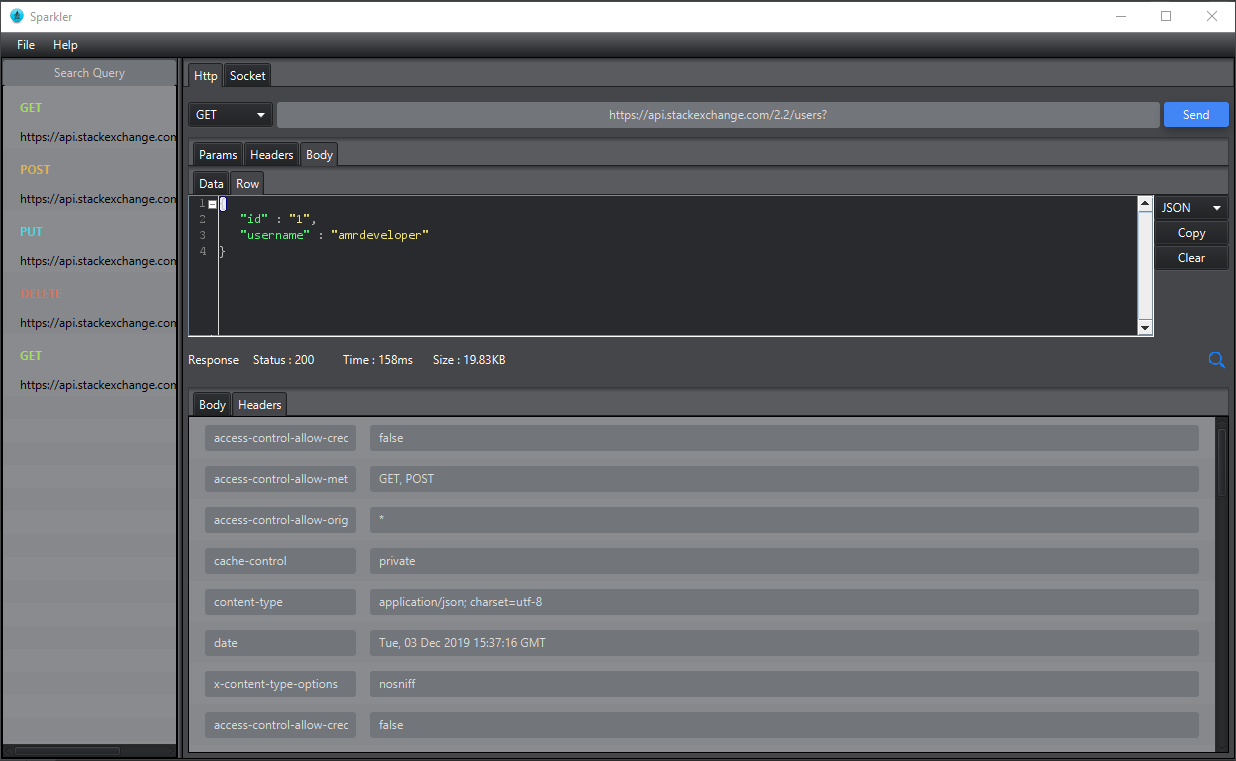 Sparkler
File Help
Search Query
GET
https://api.stackexchange.com
POST
https://api.stackexchange.com
PUT
https://api.stackexchange.com
DELETE
https://api.stackexchange.com
GET
https://api.stackexchange.com
Http Socket
GET https://api.stackexchange.com/2.2/users? Send
Params Headers Body
Data Row
1
2 "id" : "1",
3 "username" : "amrdeveloper"
4 }
JSON
Copy
Clear
Response Status : 200 Time : 158ms Size : 19.83KB
Body Headers
access-control-allow-crec false
access-control-allow-met GET, POST
access-control-allow-orig *
cache-control private
content-type application/json; charset=utf-8
date Tue, 03 Dec 2019 15:37:16 GMT
x-content-type-options nosniff
access-control-allow-crec false